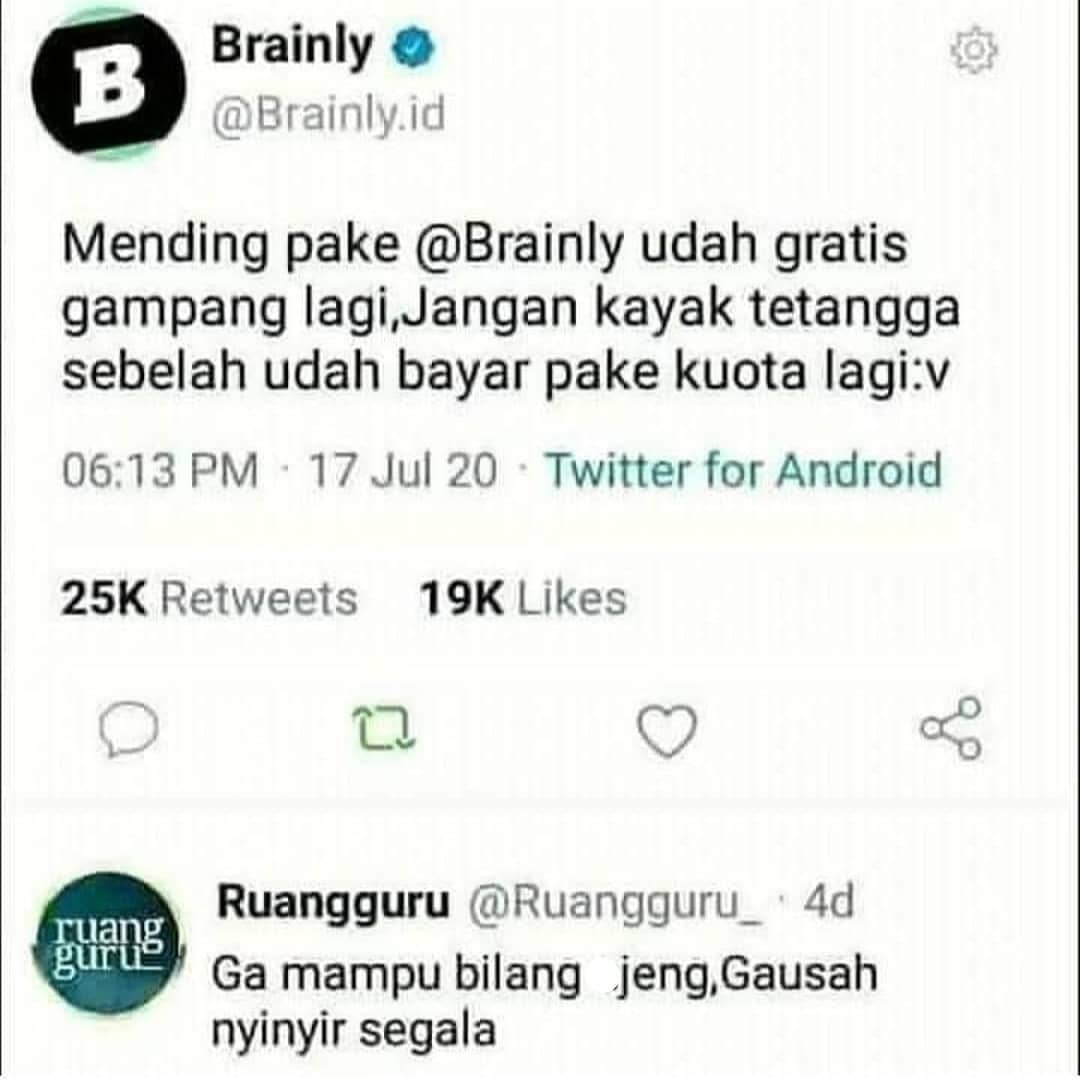 B
Brainly
@Brainly.id
Mending pake @Brainly udah gratis
gampang lagi,Jangan kayak tetangga
sebelah udah bayar pake kuota lagi:v
06:13 PM · 17 Jul 20 · Twitter for Android
25K Retweets 19K Likes
ruang
guru
Ruangguru @Ruangguru_ · 4d
Ga mampu bilang jeng,Gausah
nyinyir segala